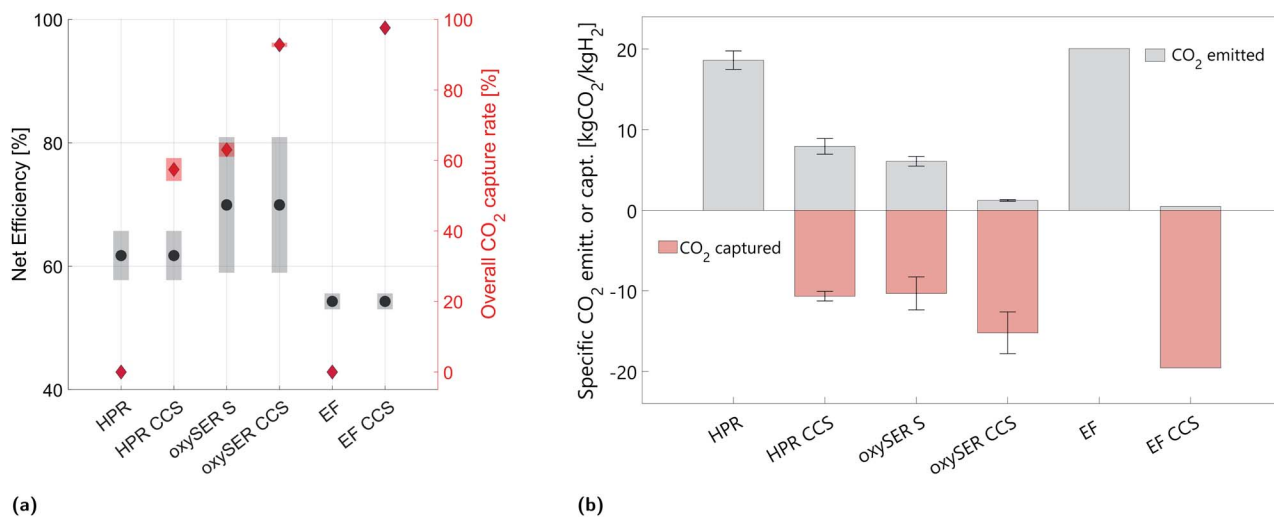 100
80
60
40
Net Efficiency [%]
100
80
60
40
20
0
Overall CO2 capture rate [%]
HPR
HPR CCS
oxySER S
oxySER CCS
EF
EF CCS
(a)
Specific CO2 emitt. or capt. [kgCO2/kgH2]
20
10
0
-10
-20
CO2 emitted
CO2 captured
HPR
HPR CCS
oxySER S
oxySER CCS
EF
EF CCS
(b)